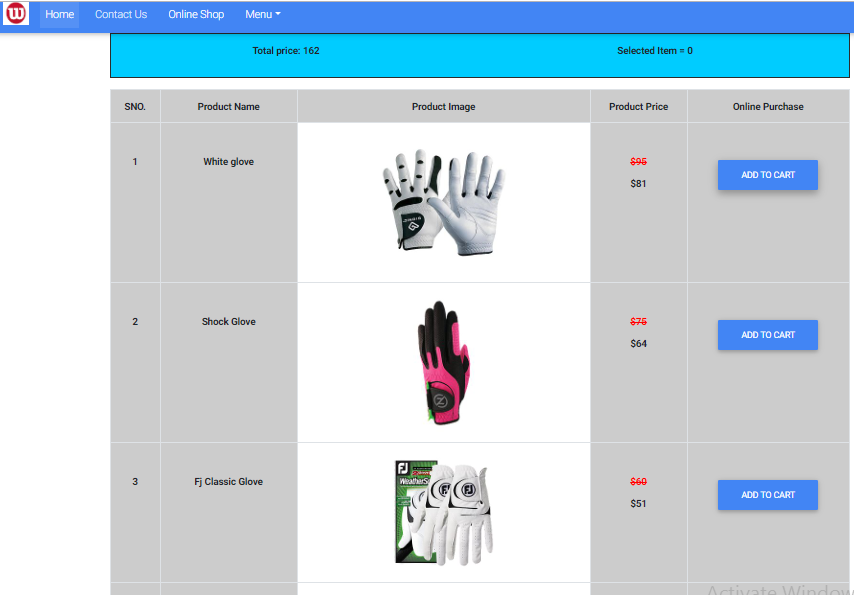 W Home Contact Us Online Shop Menu
Total price: 162 Selected Item = 0
SNO. Product Name Product Image Product Price Online Purchase
1 White glove $95 ADD TO CART
$81
2 Shock Glove $75 ADD TO CART
$64
3 Fj Classic Glove $60 ADD TO CART
$51
FJ
FJ
Activate Window